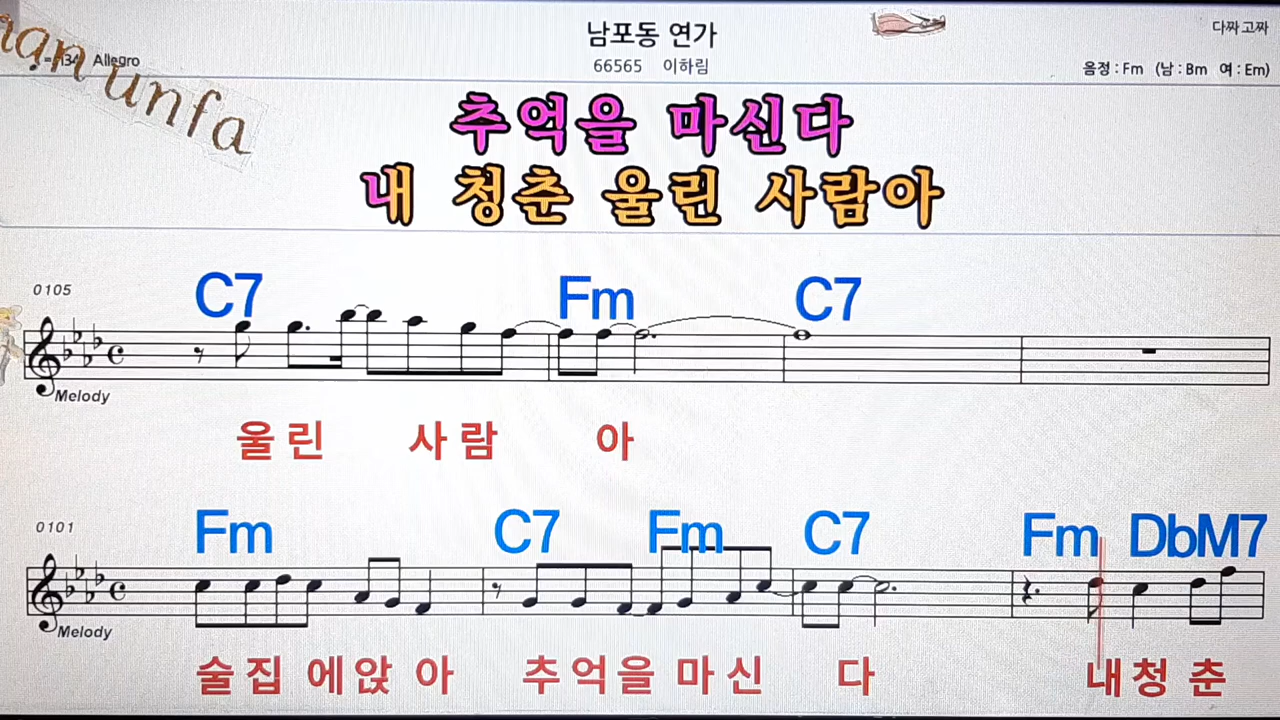 남포동 연가
다짜고짜
Allegro
66565 이하림
음정 : Fm (남 : Bm 여 : Em)
unfa
추억을 마신다
내 청춘 울린 사람아
C7 Fm C7
0105
Melody
울린 사람 아
Fm C7 Fm C7 Fm DbM7
0101
Melody
술집 에앉 아 추억을 마신 다 내청 춘